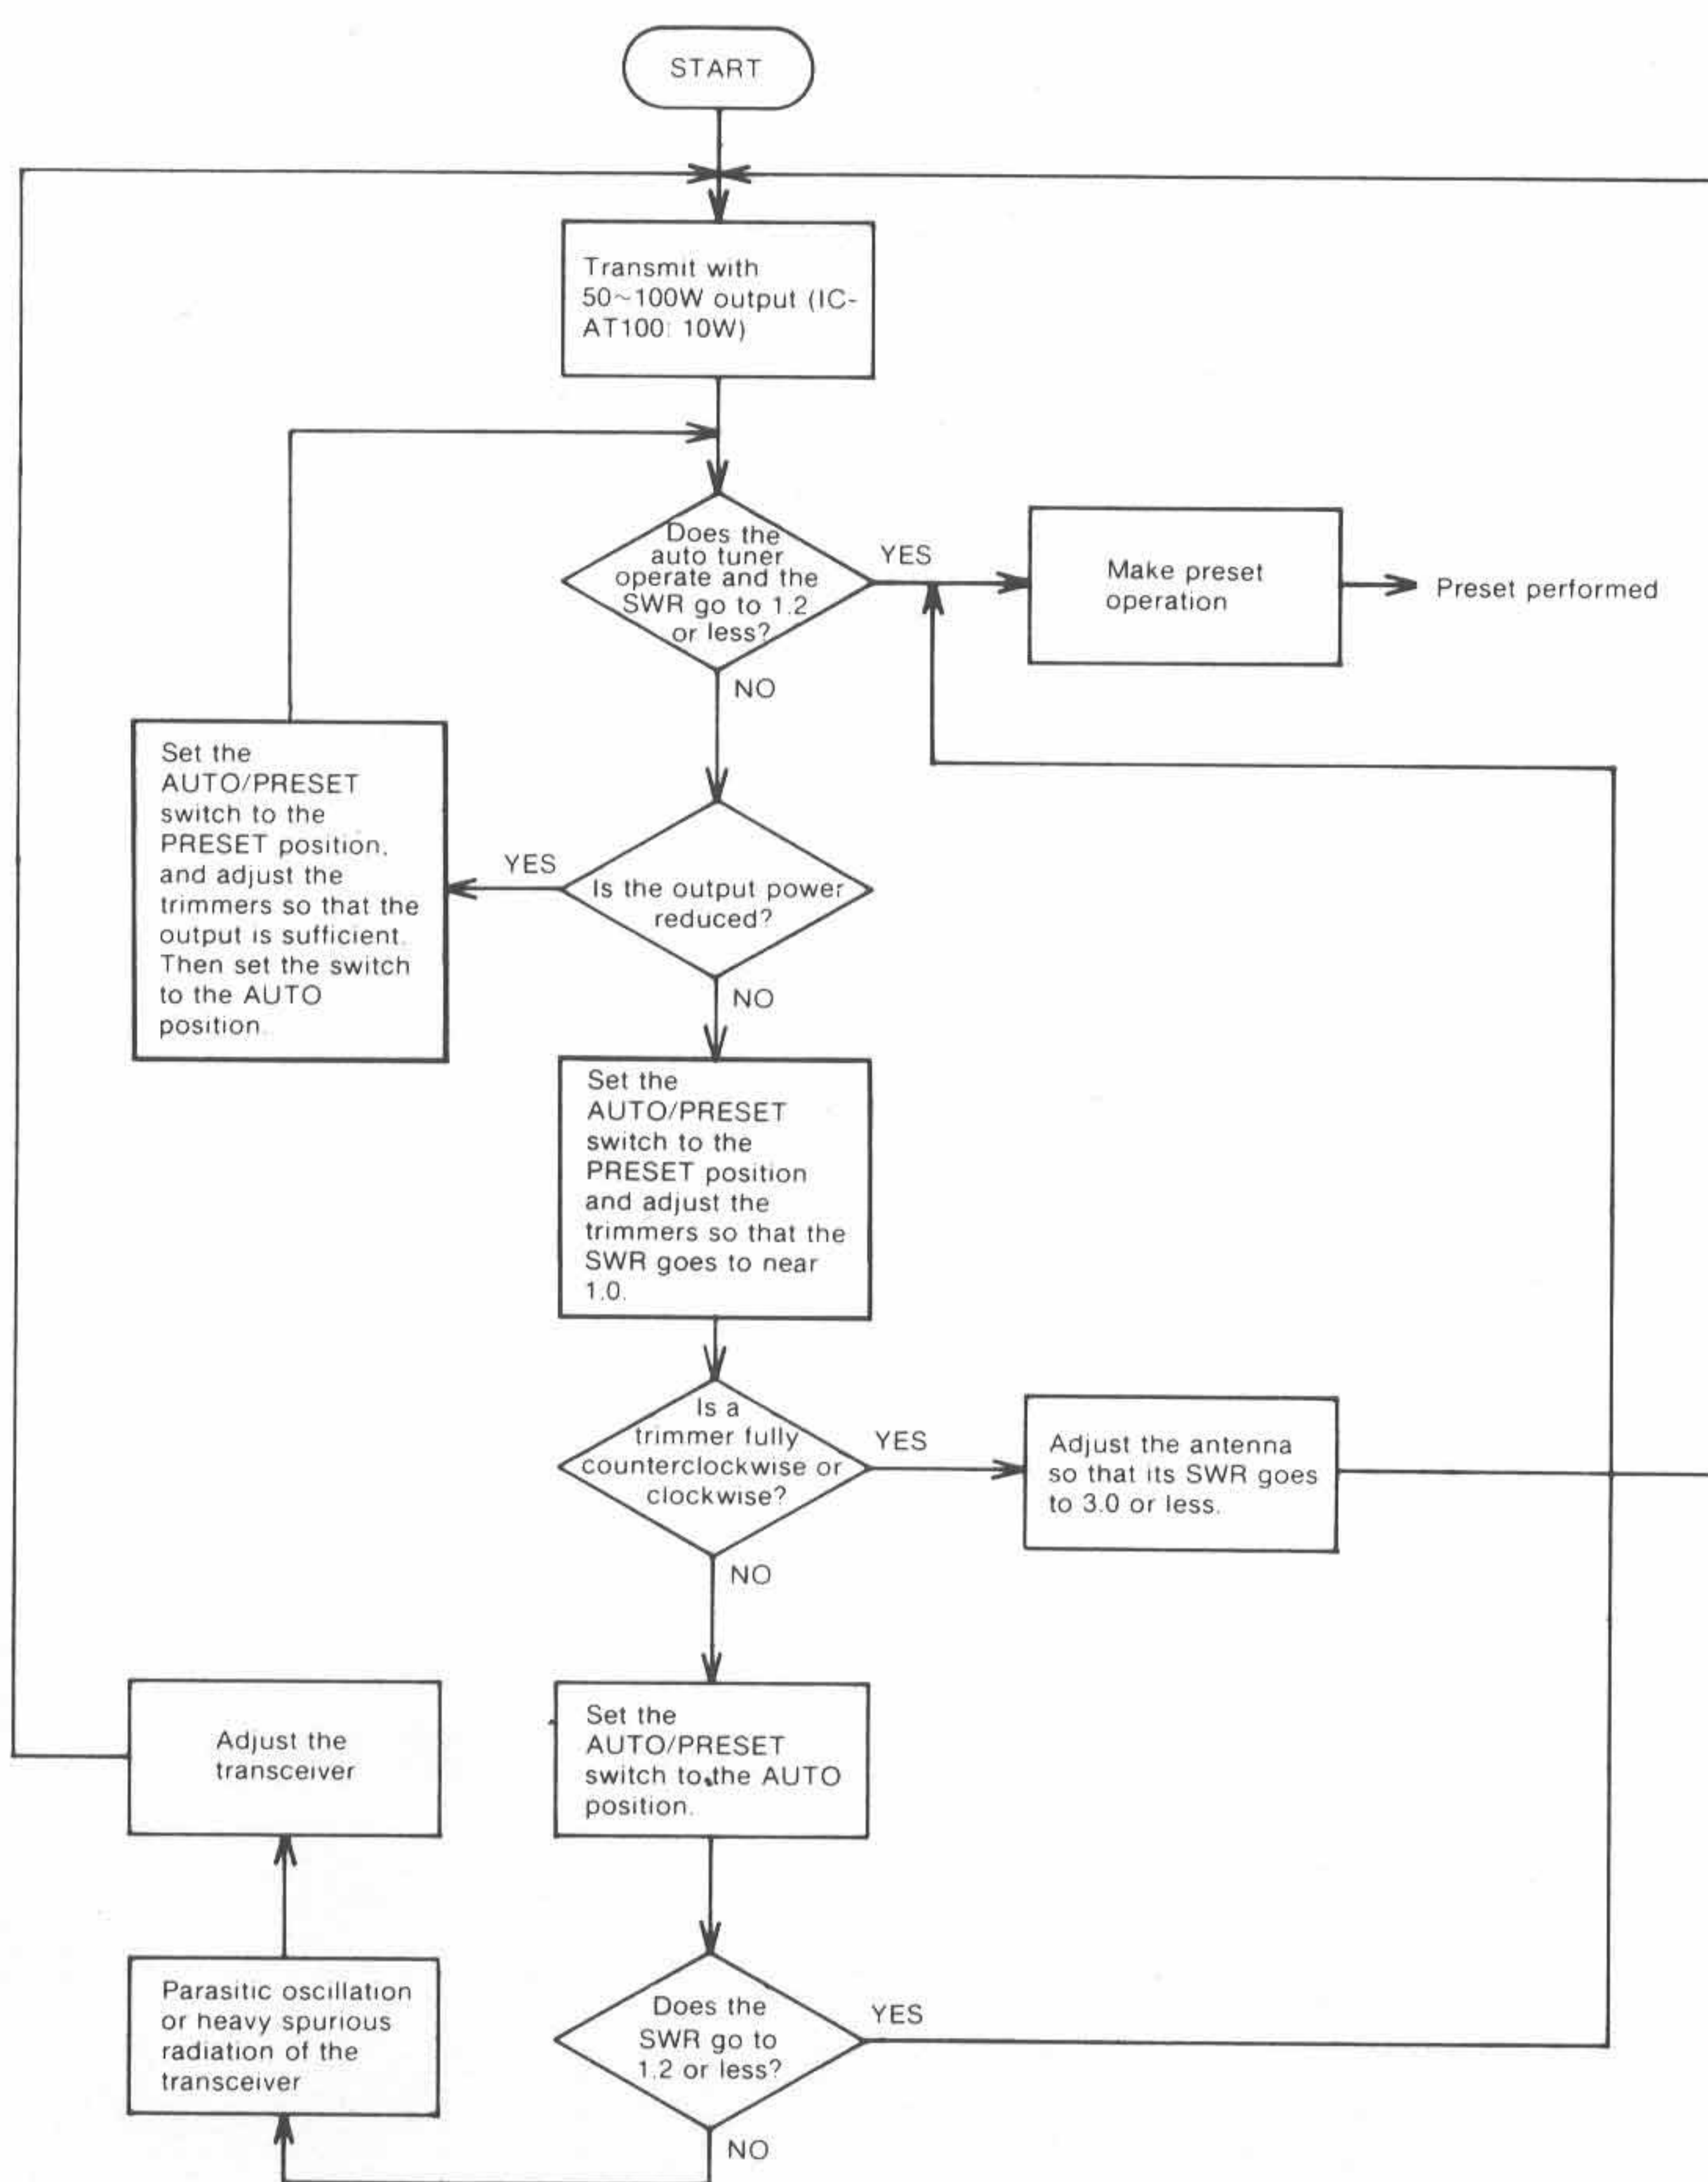 START
Transmit with
50~100W output (IC-
AT100: 10W)
Does the
auto tuner
operate and the
SWR go to 1.2
or less?
YES
Make preset
operation
Preset performed
NO
Set the
AUTO/PRESET
switch to the
PRESET position,
and adjust the
trimmers so that the
output is sufficient.
Then set the switch
to the AUTO
position.
YES
Is the output power
reduced?
NO
Set the
AUTO/PRESET
switch to the
PRESET position
and adjust the
trimmers so that the
SWR goes to near
1.0.
Is a
trimmer fully
counterclockwise or
clockwise?
YES
Adjust the antenna
so that its SWR goes
to 3.0 or less.
NO
Set the
AUTO/PRESET
switch to the AUTO
position.
Adjust the
transceiver
Parasitic oscillation
or heavy spurious
radiation of the
transceiver
Does the
SWR go to
1.2 or less?
YES
NO